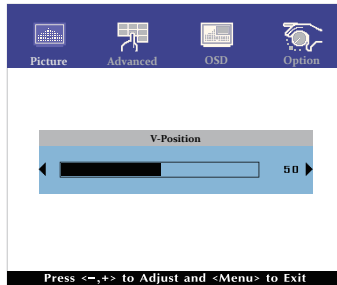 Picture Advanced OSD Option
V-Position
50
Press <-,+> to Adjust and <Menu> to Exit